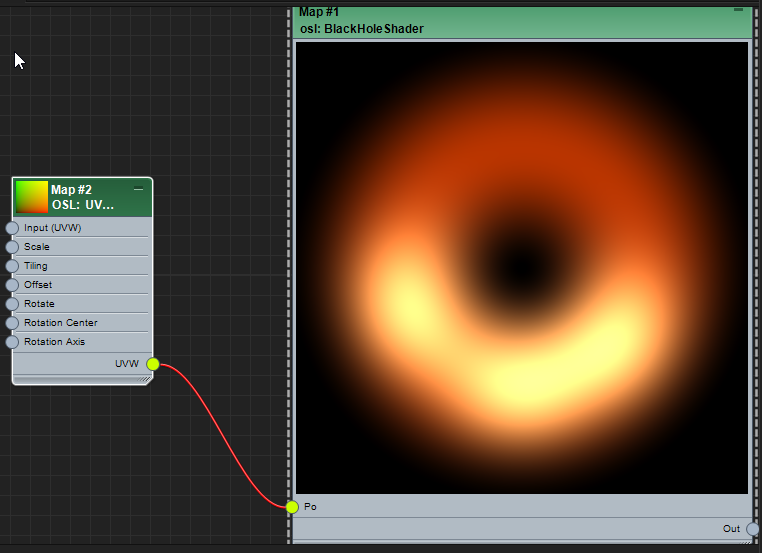 Map #1
osl: BlackHoleShader
Map #2
OSL: UV...
Input (UVW)
Scale
Tiling
Offset
Rotate
Rotation Center
Rotation Axis
UVW
Po
Out